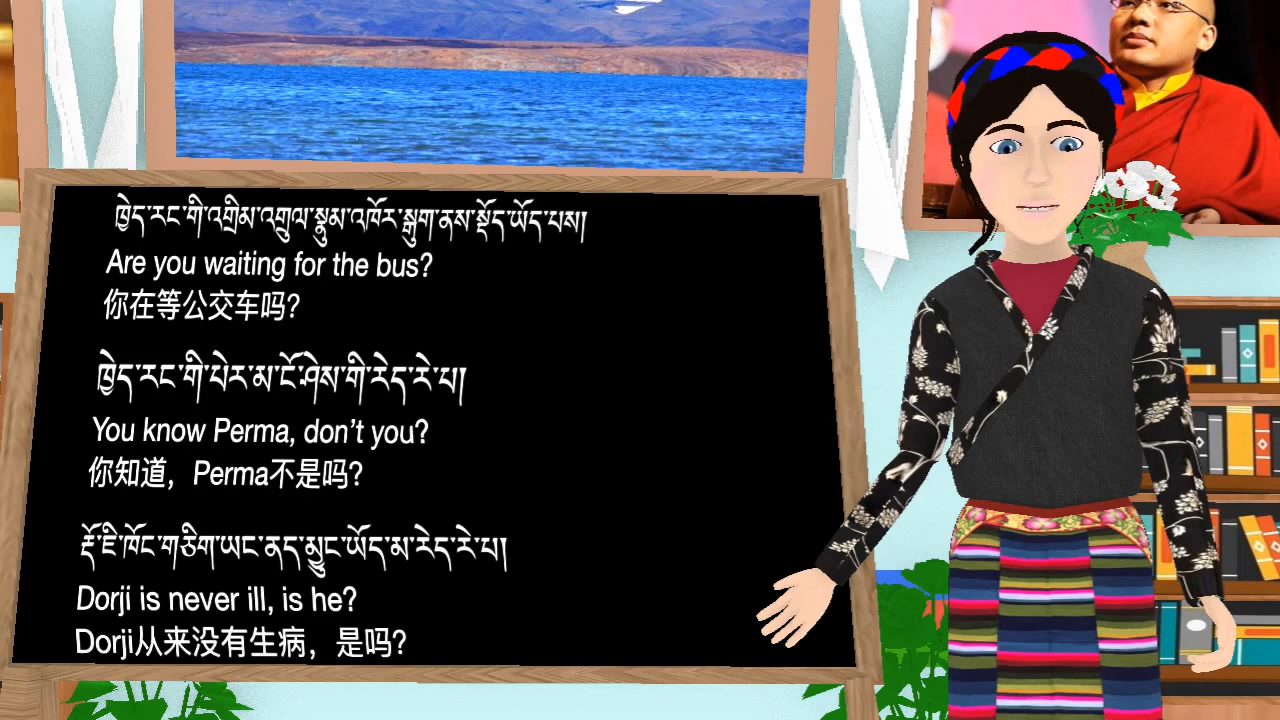 ཁྱེད་རང་གི་འགྲིམ་འགྲུལ་སྣུམ་འཁོར་སྒུག་ནས་སྡོད་ཡོད་པས།
Are you waiting for the bus?
你在等公交车吗?
ཁྱེད་རང་གི་པེར་མ་ངོ་ཤེས་གི་རེད་རེ་པ།
You know Perma, don’t you?
你知道，Perma不是吗?
རྡོ་ཇི་ཁོང་གཅིག་ཡང་ནད་མྱུང་ཡོད་མ་རེད་རེ་པ།
Dorji is never ill, is he?
Dorji从来没有生病，是吗?